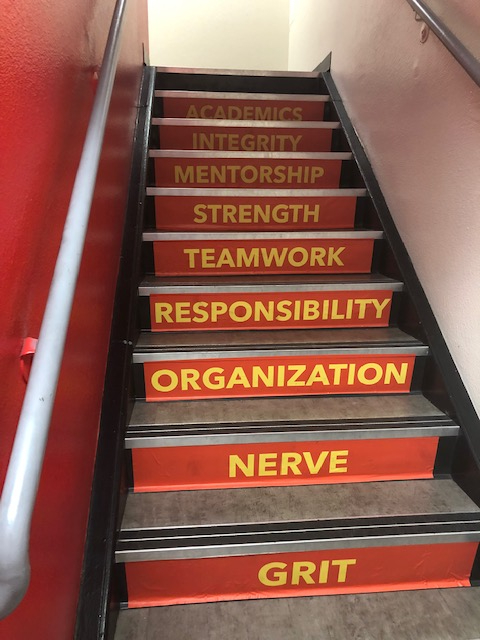 ACADEMICS
INTEGRITY
MENTORSHIP
STRENGTH
TEAMWORK
RESPONSIBILITY
ORGANIZATION
NERVE
GRIT